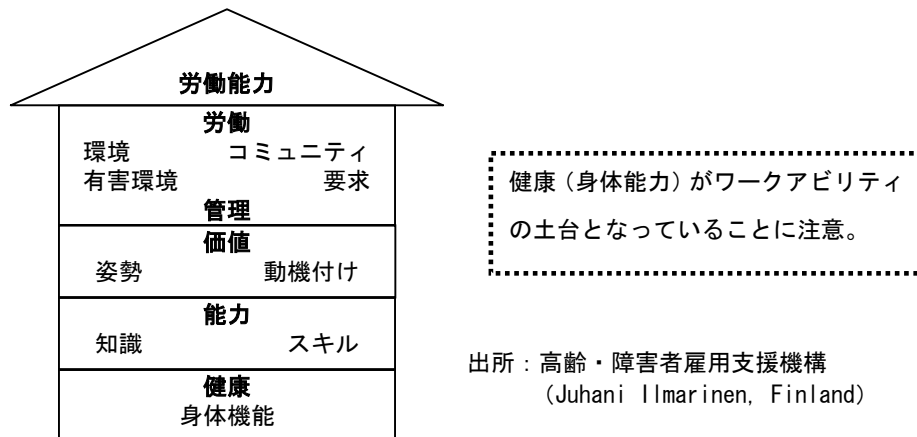 労働能力
労働
環境 コミュニティ
有害環境 要求
管理
価値
姿勢 動機付け
能力
知識 スキル
健康
身体機能
健康（身体能力）がワークアビリティ
の土台となっていることに注意。
出所：高齢・障害者雇用支援機構
（Juhani Ilmarinen, Finland）